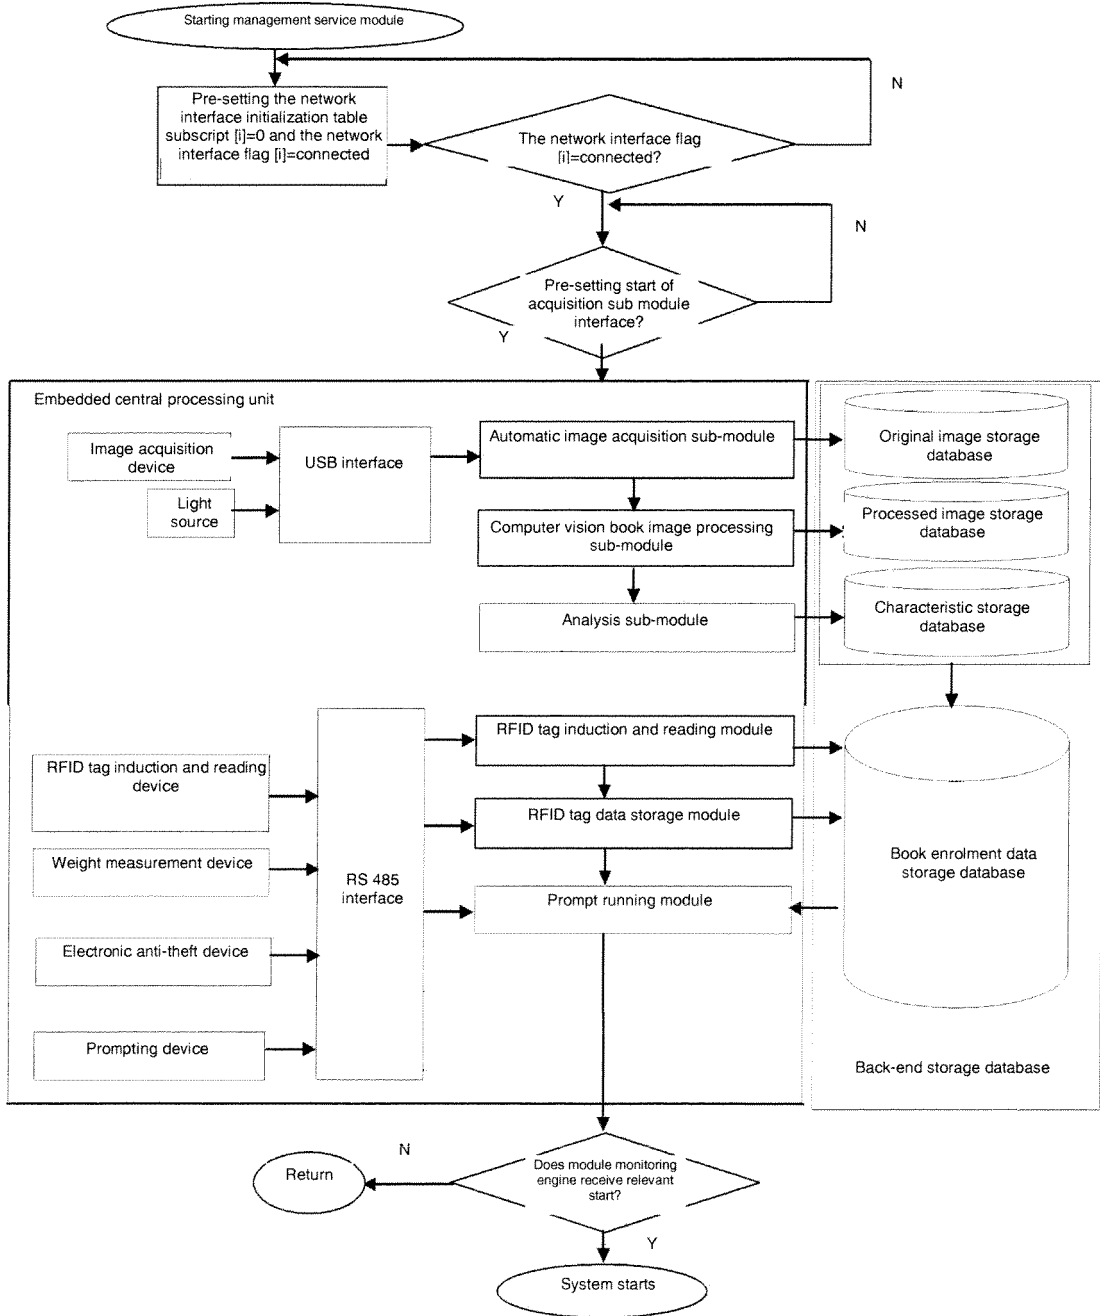 Starting management service module
N
Pre-setting the network
interface initialization table
subscript [i]=0 and the network
interface flag [i]=connected
The network interface flag
[i]=connected?
Y
N
Pre-setting start of
acquisition sub module
interface?
Y
Embedded central processing unit
Image acquisition
device
Light
source
USB interface
Automatic image acquisition sub-module
Original image storage
database
Computer vision book image processing
sub-module
Processed image storage
database
Analysis sub-module
Characteristic storage
database
RFID tag induction and reading
device
Weight measurement device
Electronic anti-theft device
Prompting device
RS 485
interface
RFID tag induction and reading module
RFID tag data storage module
Prompt running module
Book enrolment data
storage database
Back-end storage database
N
Return
Does module monitoring
engine receive relevant
start?
Y
System starts